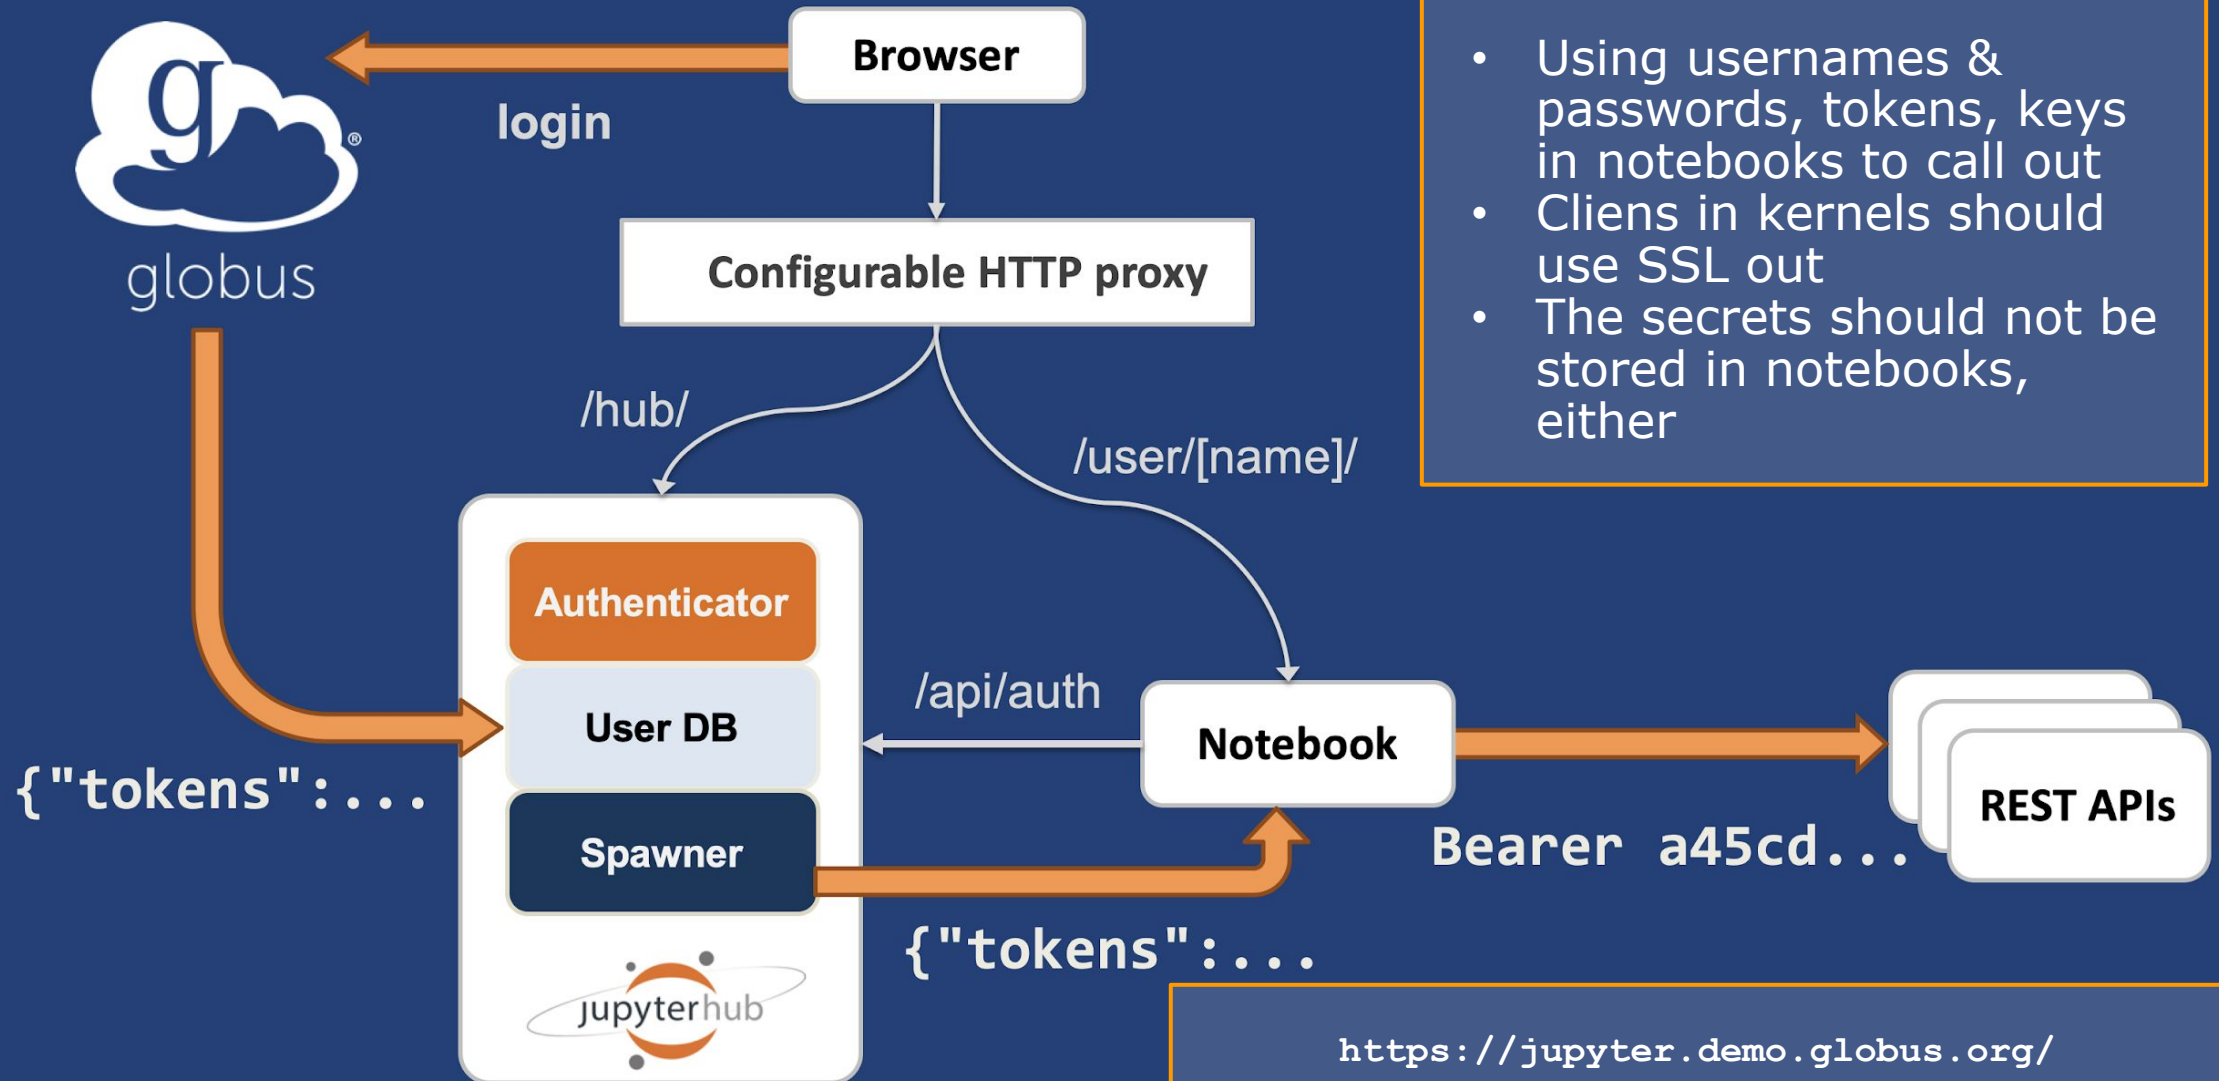 Browser
login
g
®
globus
Configurable HTTP proxy
• Using usernames &
passwords, tokens, keys
in notebooks to call out
• Cliens in kernels should
use SSL out
• The secrets should not be
stored in notebooks,
either
/hub/
/user/[name]/
Authenticator
User DB
Spawner
jupyterhub
/api/auth
Notebook
REST APIs
{"tokens":...
Bearer a45cd...
{"tokens":...
https://jupyter.demo.globus.org/